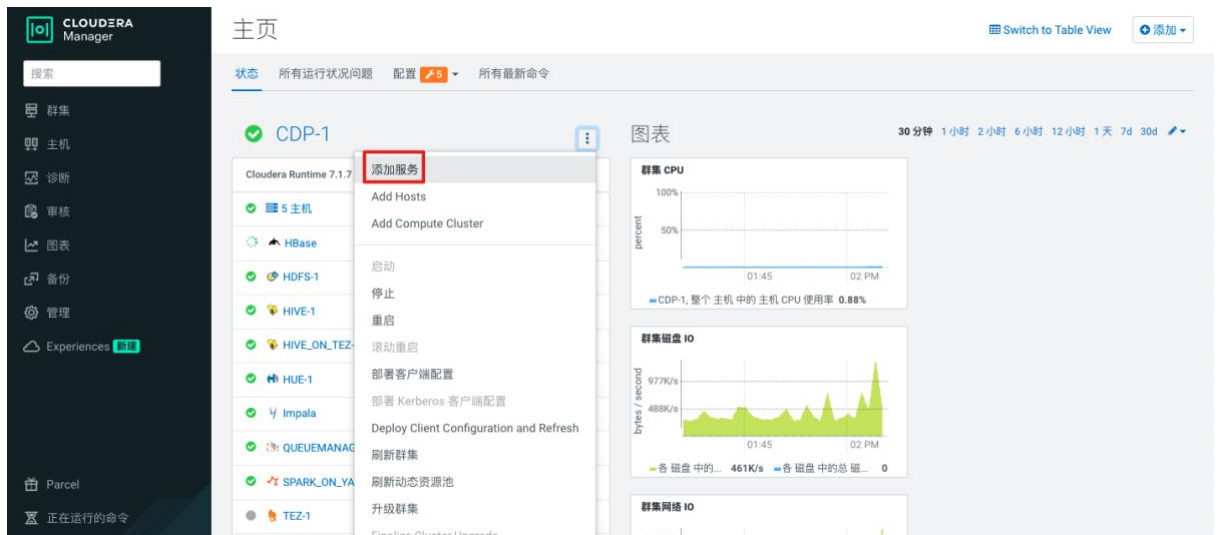 CLOUDERA
Manager
搜索
群集
主机
诊断
审核
图表
备份
管理
Experiences 新建
Parcel
正在运行的命令
主页
Switch to Table View
添加
状态 所有运行状况问题 配置 5 所有最新命令
CDP-1
Cloudera Runtime 7.1.7
5 主机
HBase
HDFS-1
HIVE-1
HIVE_ON_TEZ-
HUE-1
Impala
QUEUEMANAG
SPARK_ON_YA
TEZ-1
添加服务
Add Hosts
Add Compute Cluster
启动
停止
重启
滚动重启
部署客户端配置
部署 Kerberos 客户端配置
Deploy Client Configuration and Refresh
刷新群集
刷新动态资源池
升级群集
Finalize Cluster Upgrade
图表
30 分钟 1小时 2小时 6小时 12小时 1天 7d 30d
群集 CPU
percent
100%
50%
01:45 02 PM
CDP-1, 整个 主机 中的 主机 CPU 使用率 0.88%
群集磁盘 IO
bytes / second
977K/s
488K/s
01:45 02 PM
各 磁盘 中的... 461K/s 各 磁盘 中的总 磁... 0
群集网络 IO